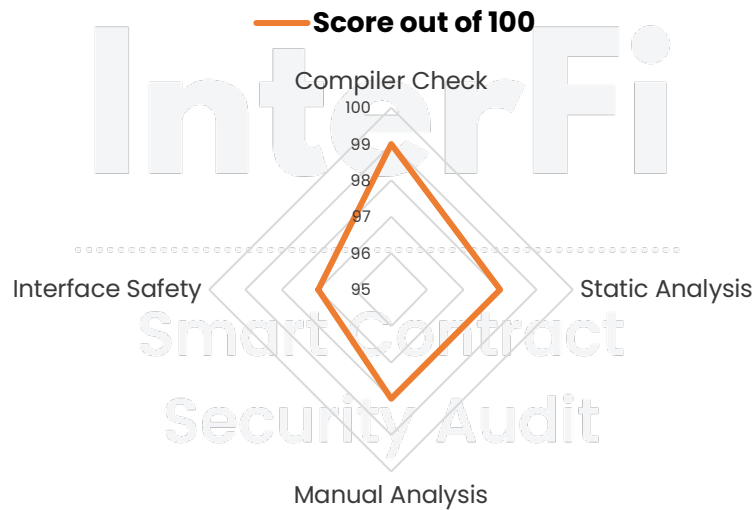 Score out of 100
InterFi
Compiler Check
100
99
98
97
96
95
Interface Safety
Static Analysis
Smart Contract
Security Audit
Manual Analysis